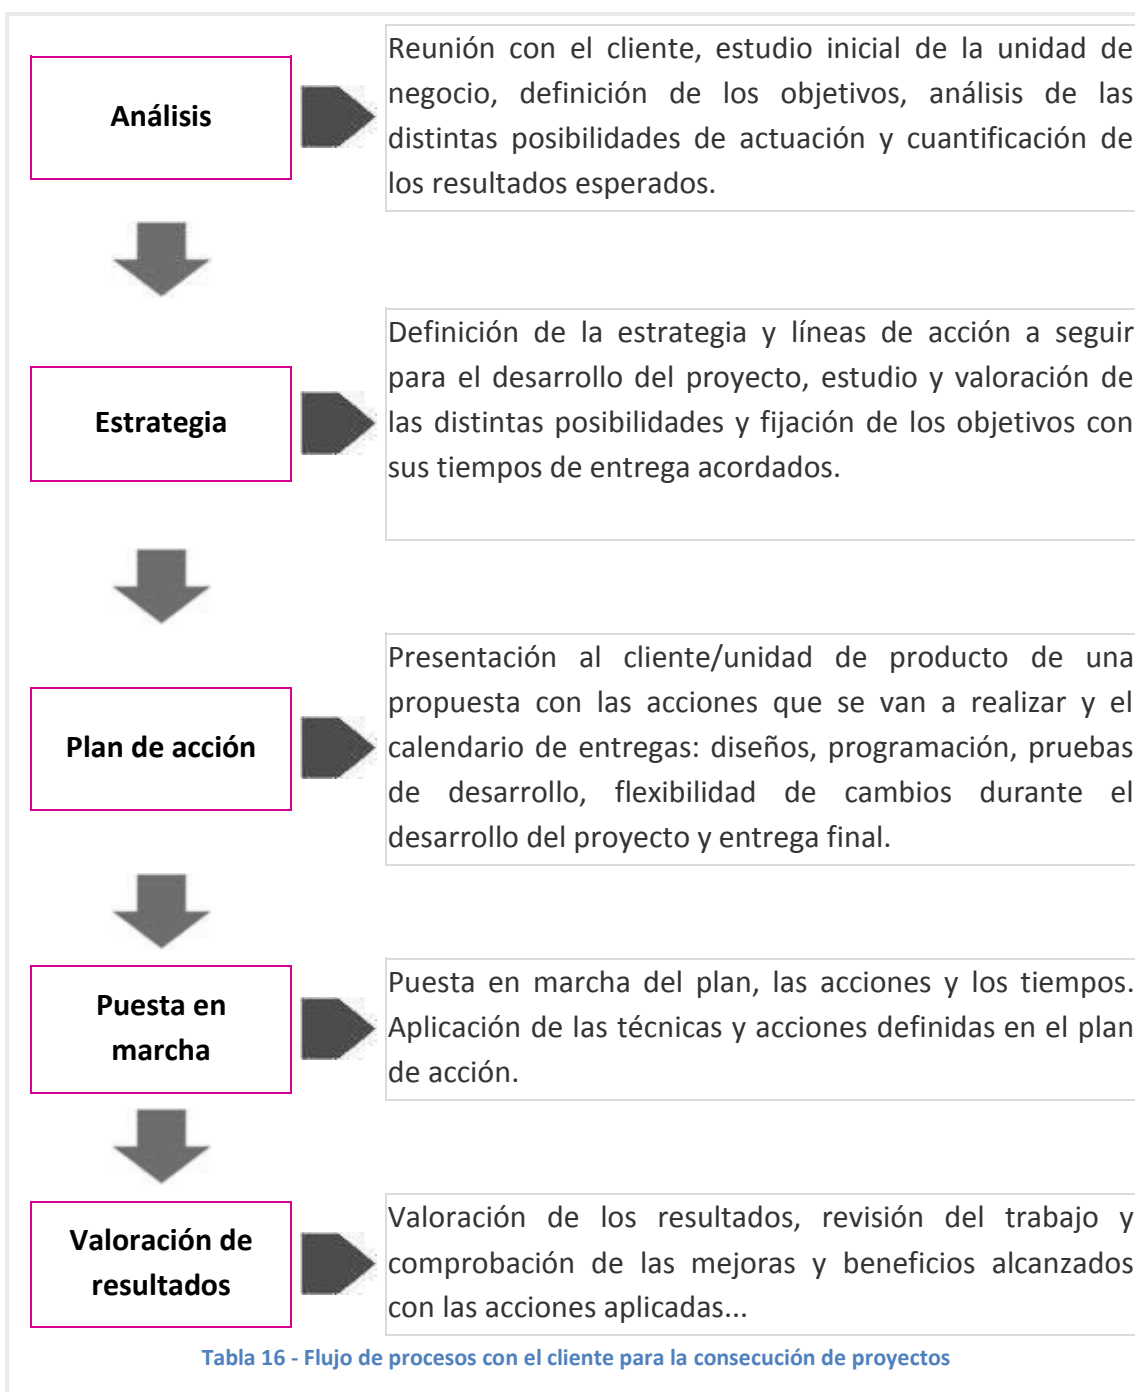 Análisis
Reunión con el cliente, estudio inicial de la unidad de
negocio, definición de los objetivos, análisis de las
distintas posibilidades de actuación y cuantificación de
los resultados esperados.
Estrategia
Definición de la estrategia y líneas de acción a seguir
para el desarrollo del proyecto, estudio y valoración de
las distintas posibilidades y fijación de los objetivos con
sus tiempos de entrega acordados.
Plan de acción
Presentación al cliente/unidad de producto de una
propuesta con las acciones que se van a realizar y el
calendario de entregas: diseños, programación, pruebas
de desarrollo, flexibilidad de cambios durante el
desarrollo del proyecto y entrega final.
Puesta en
marcha
Puesta en marcha del plan, las acciones y los tiempos.
Aplicación de las técnicas y acciones definidas en el plan
de acción.
Valoración de
resultados
Valoración de los resultados, revisión del trabajo y
comprobación de las mejoras y beneficios alcanzados
con las acciones aplicadas...
Tabla 16 - Flujo de procesos con el cliente para la consecución de proyectos